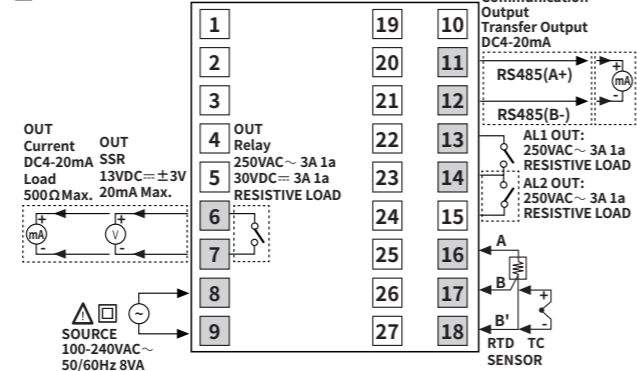 Communication
Output
Transfer Output
DC4-20mA
1
2
3
4
5
6
7
8
9
19
20
21
22
23
24
25
26
27
10
11
12
13
14
15
16
17
18
RS485(A+)
RS485(B-)
+
mA
-
AL1 OUT:
250VAC～ 3A 1a
RESISTIVE LOAD
AL2 OUT:
250VAC～ 3A 1a
RESISTIVE LOAD
A
B
B'
+
-
RTD TC
SENSOR
OUT
Current
DC4-20mA
Load
500ΩMax.
OUT
SSR
13VDC⎓±3V
20mA Max.
OUT
Relay
250VAC～ 3A 1a
30VDC⎓ 3A 1a
RESISTIVE LOAD
+
mA
-
+
V
-
SOURCE
100-240VAC～
50/60Hz 8VA